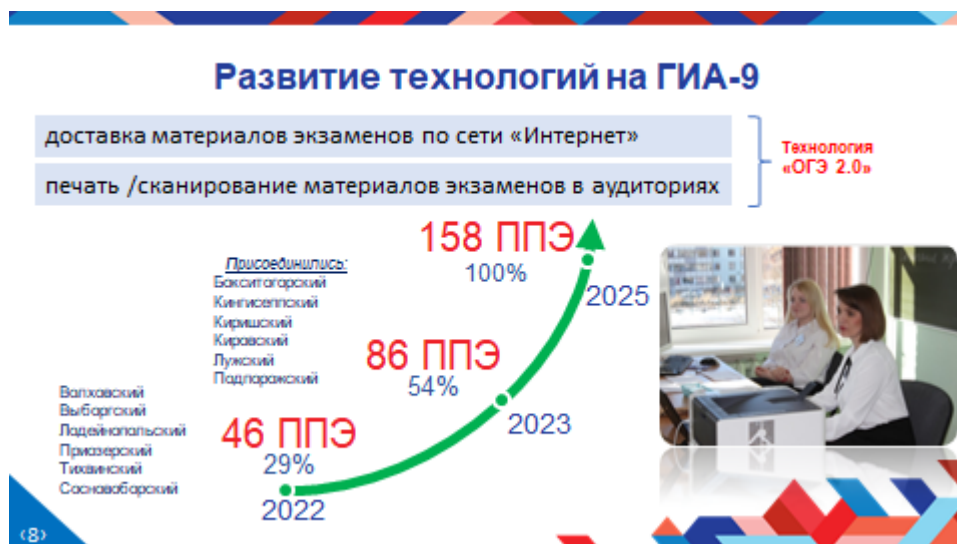 Развитие технологий на ГИА-9
доставка материалов экзаменов по сети «Интернет»
печать /сканирование материалов экзаменов в аудиториях
Технология
«ОГЭ 2.0»
158 ППЭ
100%
2025
Присоединились:
Бокситогорский
Кингисеппский
Киришский
Кировский
Лужский
Подпорожский
86 ППЭ
54%
2023
Волховский
Выборгский
Лодейнопольский
Приозерский
Тихвинский
Сосновоборский
46 ППЭ
29%
2022
‹8›